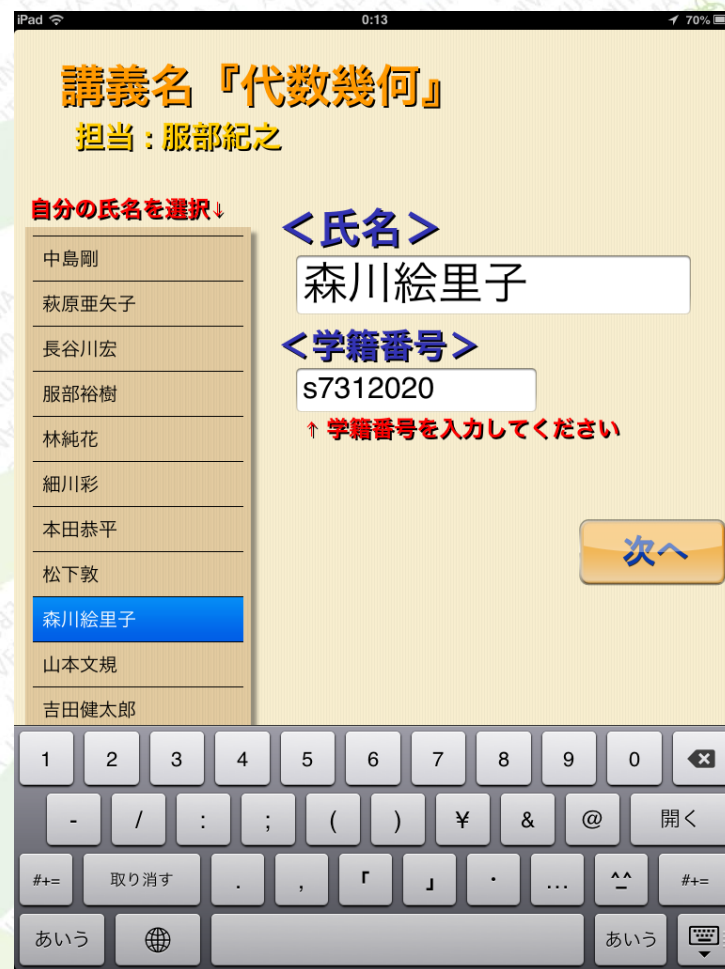 iPad 0:13 70%
講義名『代数幾何』
担当：服部紀之
自分の氏名を選択↓
中島剛
萩原亜矢子
長谷川宏
服部裕樹
林純花
細川彩
本田恭平
松下敦
森川絵里子
山本文規
吉田健太郎
＜氏名＞
森川絵里子
＜学籍番号＞
s7312020
↑ 学籍番号を入力してください
次へ
1 2 3 4 5 6 7 8 9 0
- / : ; ( ) ¥ & @ 開く
#+= 取り消す . , 「 」 ・ ... ^_^ #+=
あいう あいう